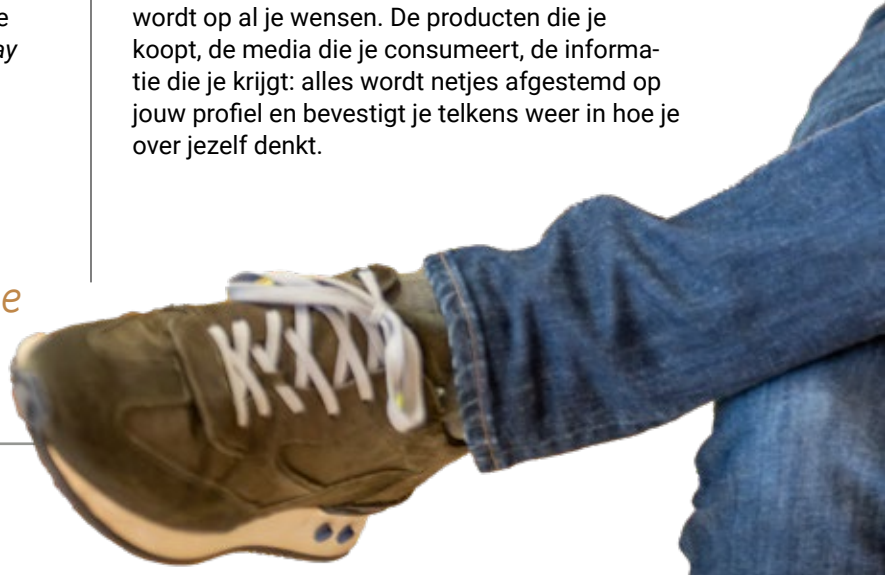 e
ay
wordt op al je wensen. De producten die je
koopt, de media die je consumeert, de informa-
tie die je krijgt: alles wordt netjes afgestemd op
jouw profiel en bevestigt je telkens weer in hoe je
over jezelf denkt.
e